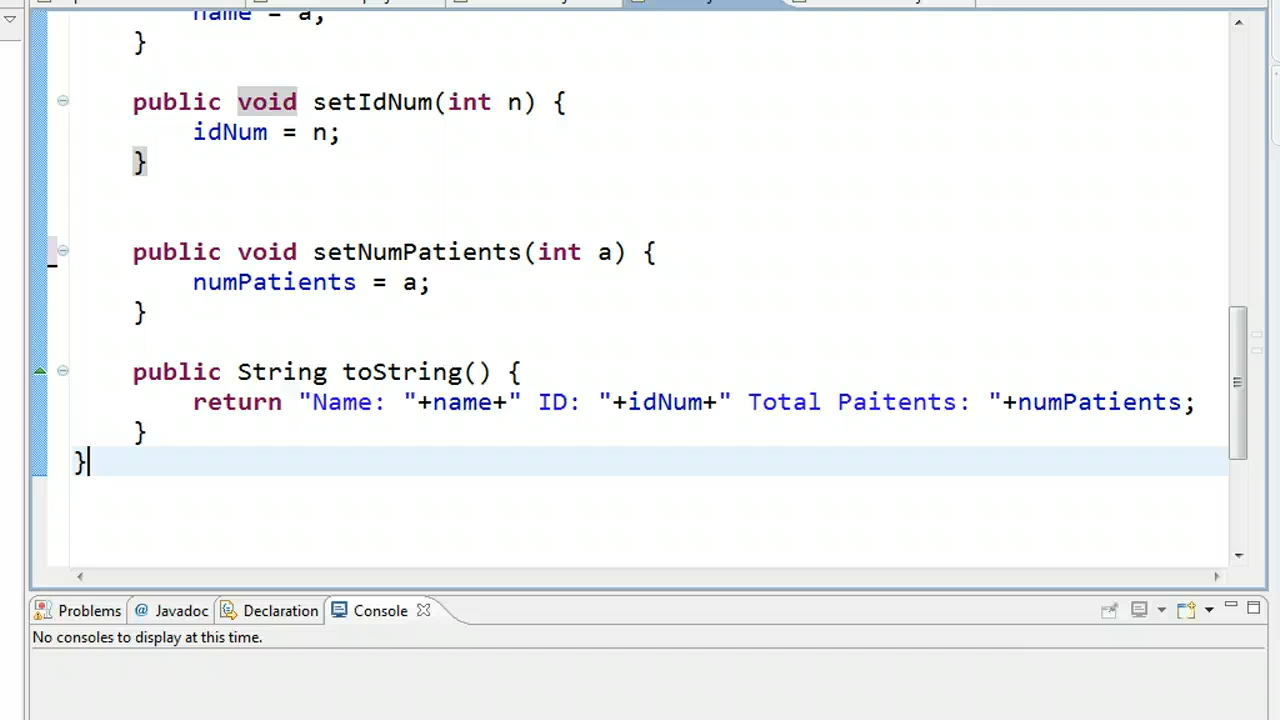 name = a;
}
public void setIdNum(int n) {
idNum = n;
}
public void setNumPatients(int a) {
numPatients = a;
}
public String toString() {
return "Name: "+name+" ID: "+idNum+" Total Paitents: "+numPatients;
}
}
Problems @ Javadoc Declaration Console
No consoles to display at this time.